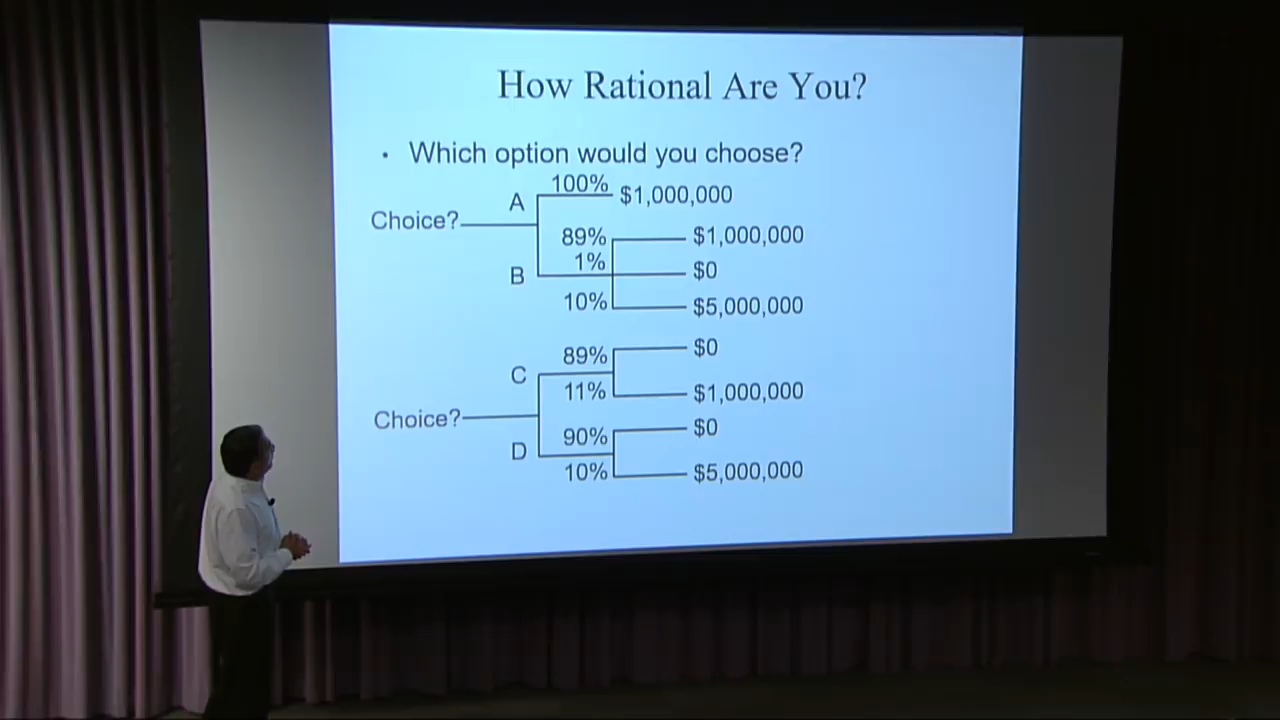 How Rational Are You?
• Which option would you choose?
A 100% $1,000,000
Choice?
89% $1,000,000
B 1% $0
10% $5,000,000
89% $0
C
11% $1,000,000
Choice?
90% $0
D
10% $5,000,000